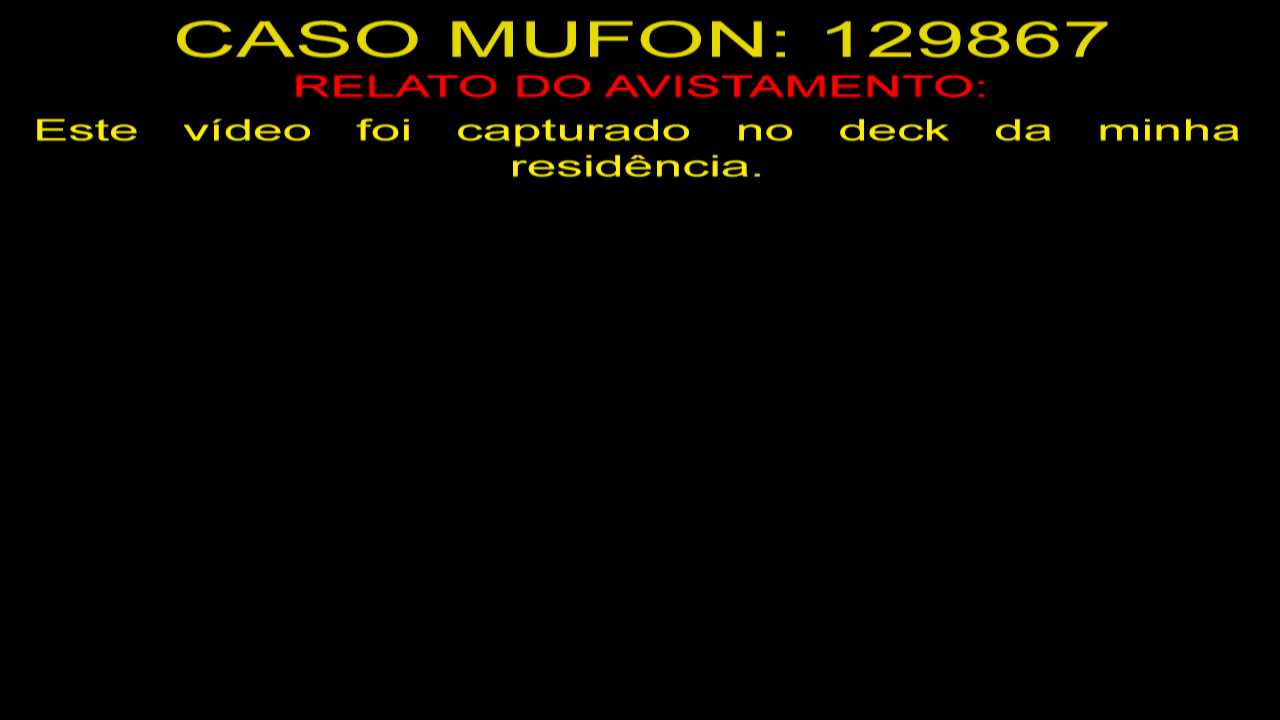 CASO MUFON: 129867
RELATO DO AVISTAMENTO:
Este vídeo foi capturado no deck da minha
residência.